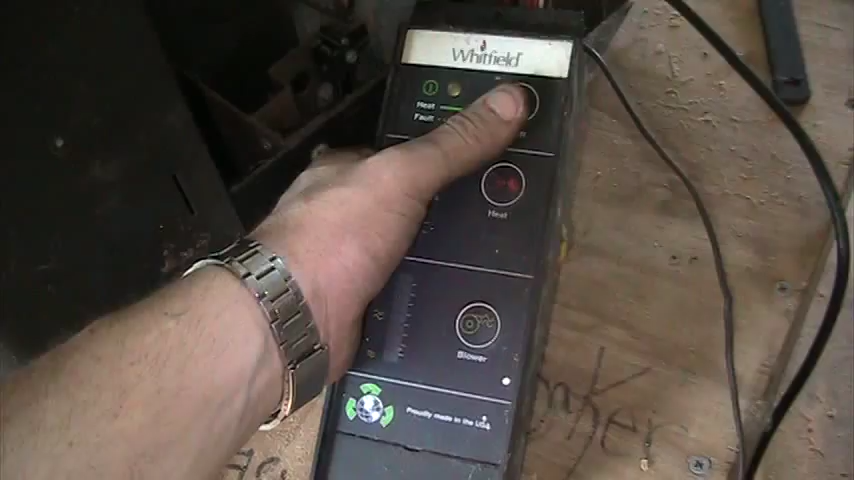 Whitfield
Heat
Fault
R
Heat
Blower
Proudly made in the USA